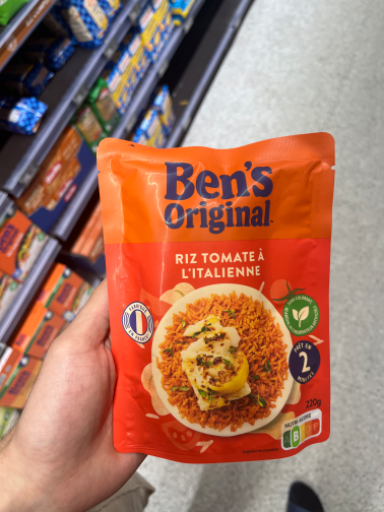 Ben's
Original
RIZ TOMATE À
L'ITALIENNE
PRÊT EN
2
MINUTES
220g
NUTRI-SCORE